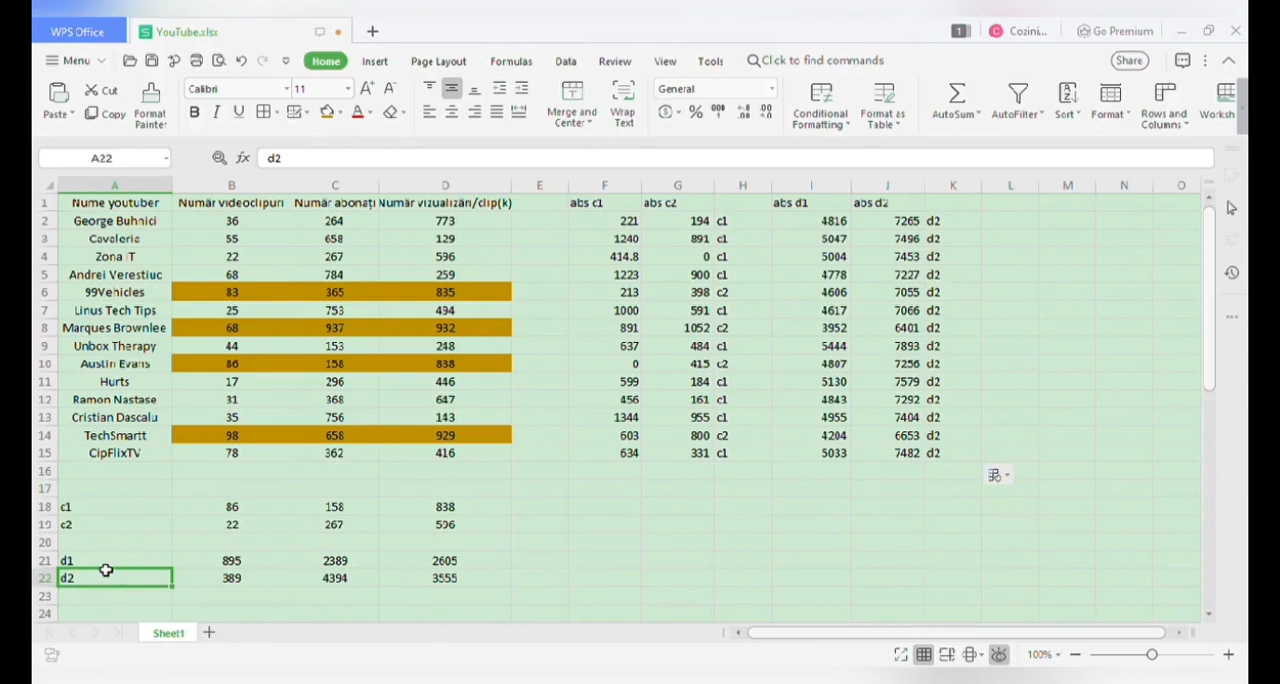 WPS Office YouTube.xlsx 1 C Cozini... Go Premium
Menu Home Insert Page Layout Formulas Data Review View Tools Click to find commands Share
Paste Cut Copy Format Painter Calibri 11 Merge and Center Wrap Text General Conditional Formatting Format as Table AutoSum AutoFilter Sort Format Rows and Columns Worksh
A22 fx d2
A B C D E F G H I J K L M N O
1 Nume youtuber Număr videoclipuri Număr abonați Număr vizualizări/clip(k) abs c1 abs c2 abs d1 abs d2
2 George Buhnici 36 264 773 221 194 c1 4816 7265 d2
3 Cavaleria 55 658 129 1240 891 c1 5047 7496 d2
4 Zona IT 22 267 596 414.8 0 c1 5004 7453 d2
5 Andrei Verestiuc 68 784 259 1223 900 c1 4778 7227 d2
6 99Vehicles 83 365 835 213 398 c2 4606 7055 d2
7 Linus Tech Tips 25 753 494 1000 591 c1 4617 7066 d2
8 Marques Brownlee 68 937 932 891 1052 c2 3952 6401 d2
9 Unbox Therapy 44 153 248 637 484 c1 5444 7893 d2
10 Austin Evans 86 158 838 0 415 c2 4807 7256 d2
11 Hurts 17 296 446 599 184 c1 5130 7579 d2
12 Ramon Nastase 31 368 647 456 161 c1 4843 7292 d2
13 Cristian Dascalu 35 756 143 1344 955 c1 4955 7404 d2
14 TechSmartt 98 658 929 603 800 c2 4204 6653 d2
15 CipFlixTV 78 362 416 634 331 c1 5033 7482 d2
16
17
18 c1 86 158 838
19 c2 22 267 596
20
21 d1 895 2389 2605
22 d2 389 4394 3555
23
24
Sheet1
100%